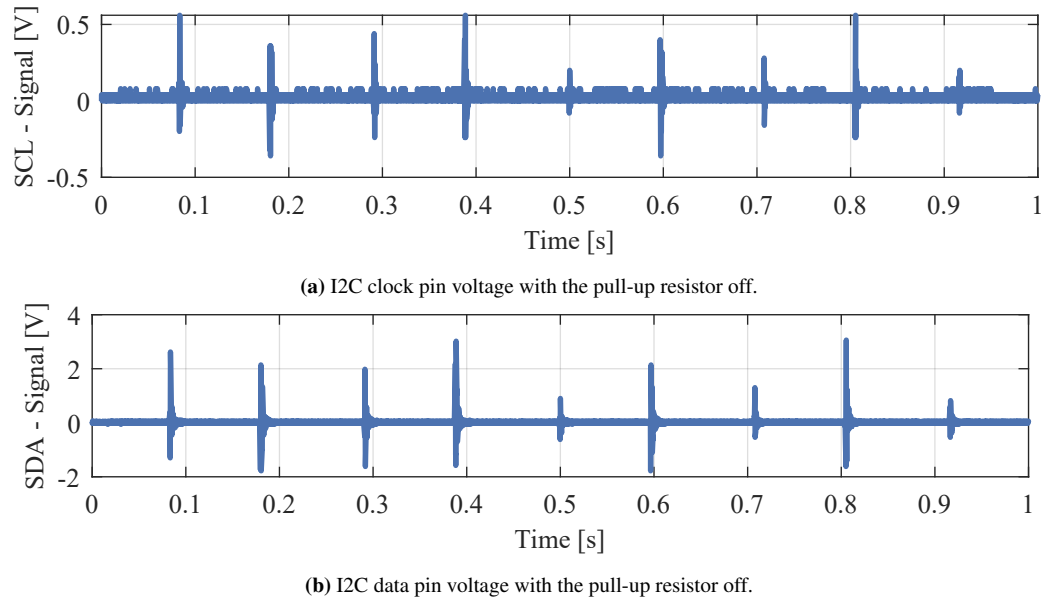 SCL - Signal [V]
0.5
0
-0.5
0 0.1 0.2 0.3 0.4 0.5 0.6 0.7 0.8 0.9 1
Time [s]
(a) I2C clock pin voltage with the pull-up resistor off.
SDA - Signal [V]
4
2
0
-2
0 0.1 0.2 0.3 0.4 0.5 0.6 0.7 0.8 0.9 1
Time [s]
(b) I2C data pin voltage with the pull-up resistor off.